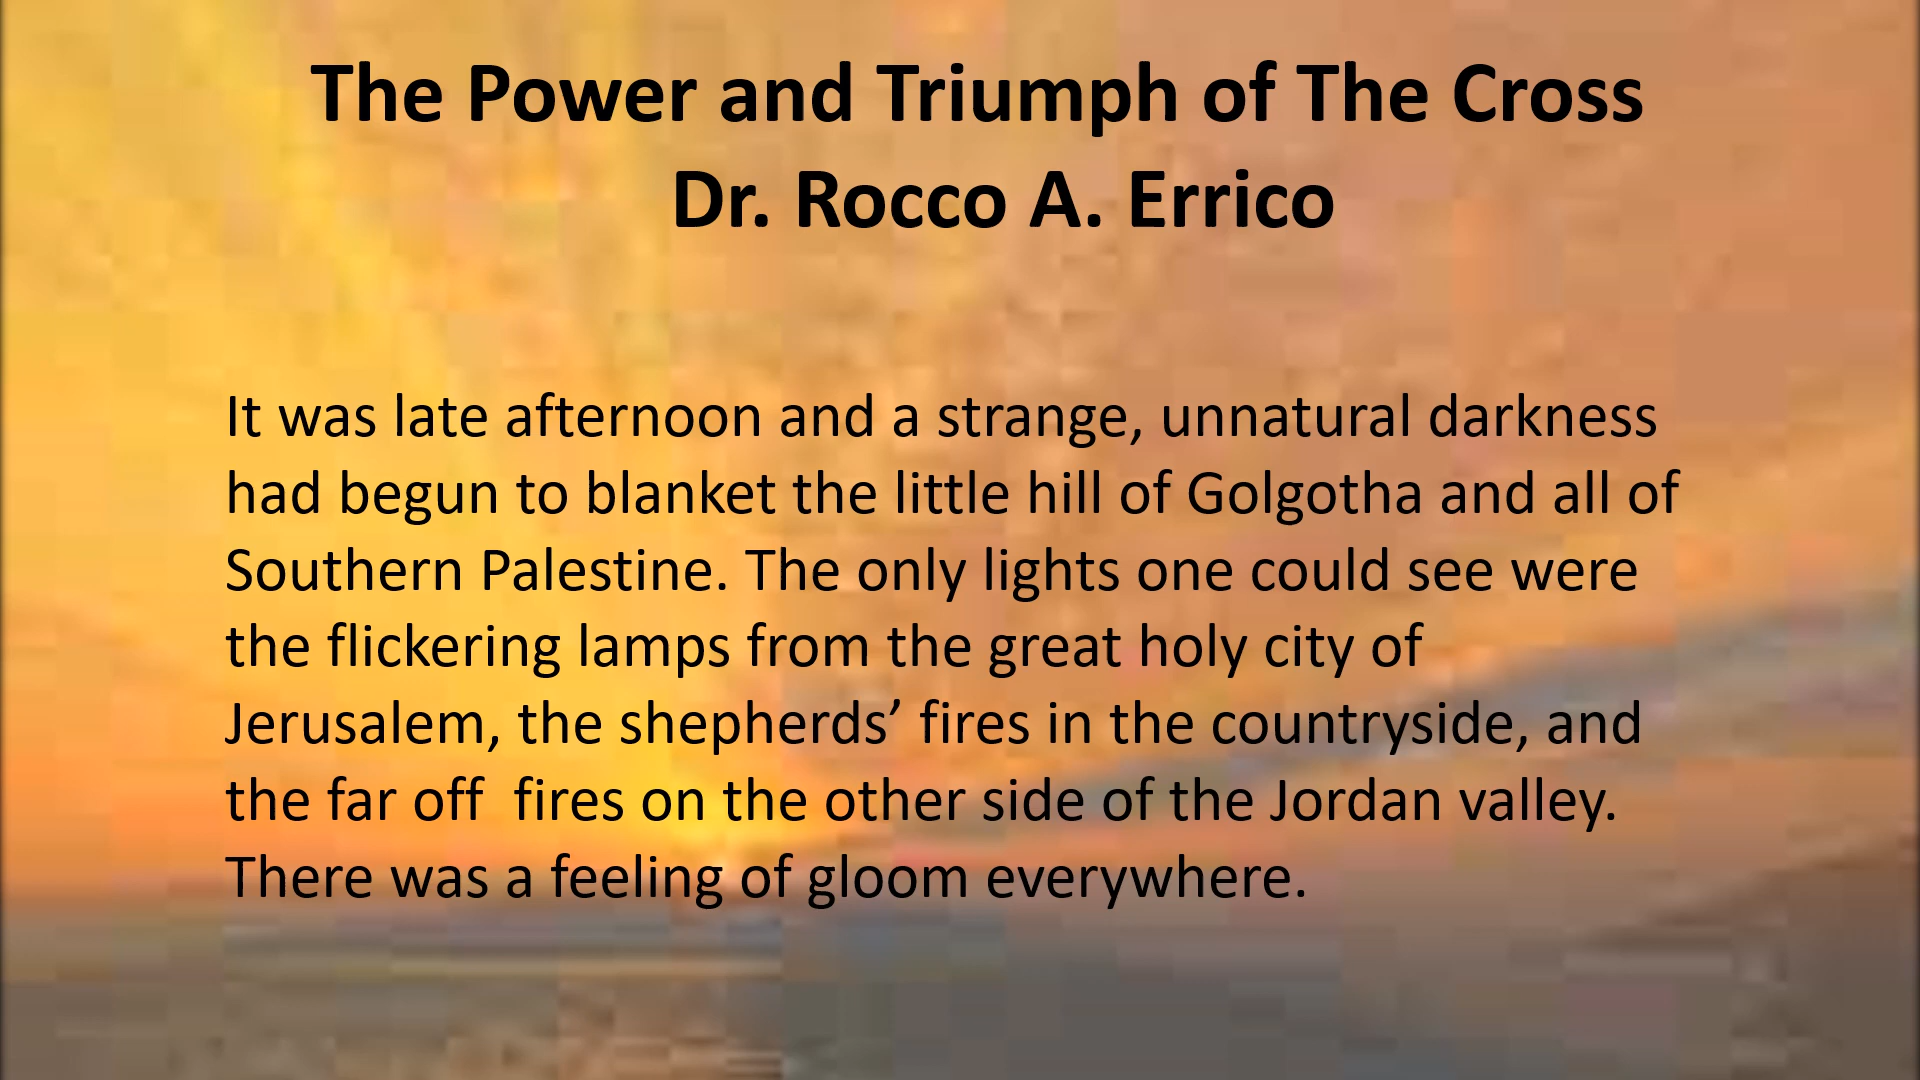 The Power and Triumph of The Cross
Dr. Rocco A. Errico
It was late afternoon and a strange, unnatural darkness
had begun to blanket the little hill of Golgotha and all of
Southern Palestine. The only lights one could see were
the flickering lamps from the great holy city of
Jerusalem, the shepherds’ fires in the countryside, and
the far off  fires on the other side of the Jordan valley.
There was a feeling of gloom everywhere.